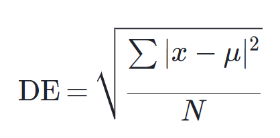 DE = √(∑|x − μ|² / N)